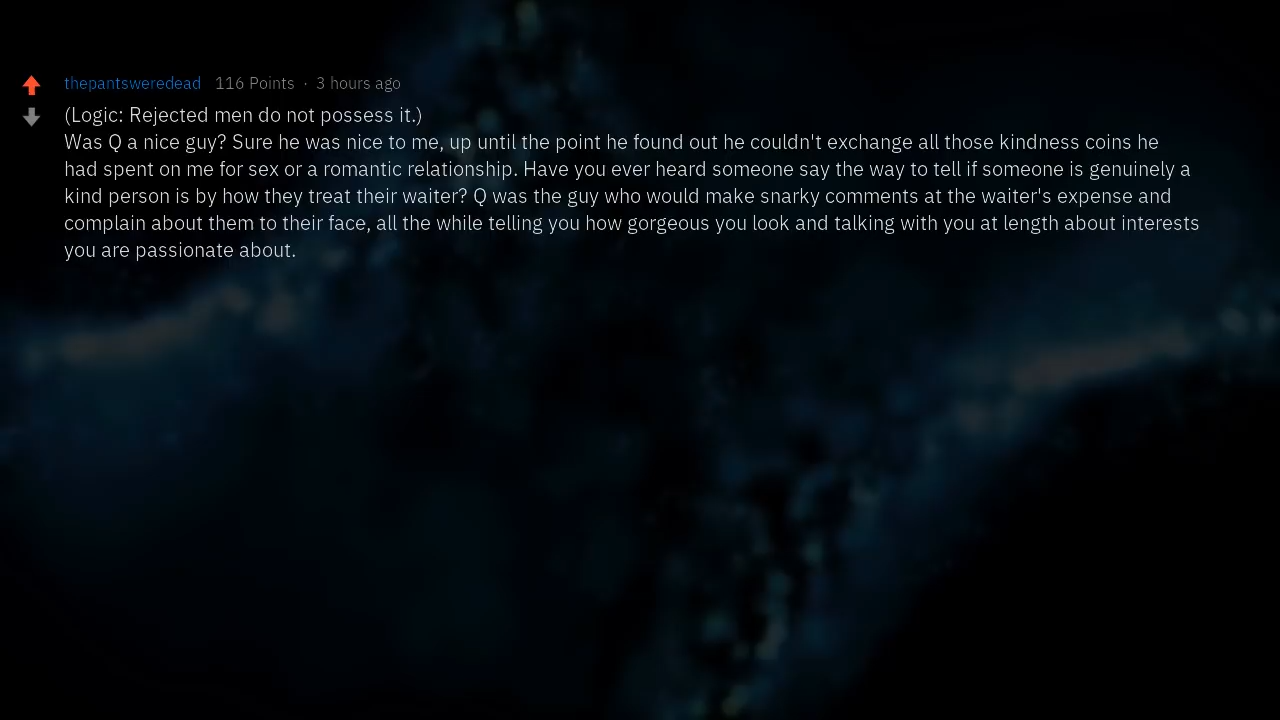 thepantsweredead 116 Points · 3 hours ago
(Logic: Rejected men do not possess it.)
Was Q a nice guy? Sure he was nice to me, up until the point he found out he couldn't exchange all those kindness coins he
had spent on me for sex or a romantic relationship. Have you ever heard someone say the way to tell if someone is genuinely a
kind person is by how they treat their waiter? Q was the guy who would make snarky comments at the waiter's expense and
complain about them to their face, all the while telling you how gorgeous you look and talking with you at length about interests
you are passionate about.